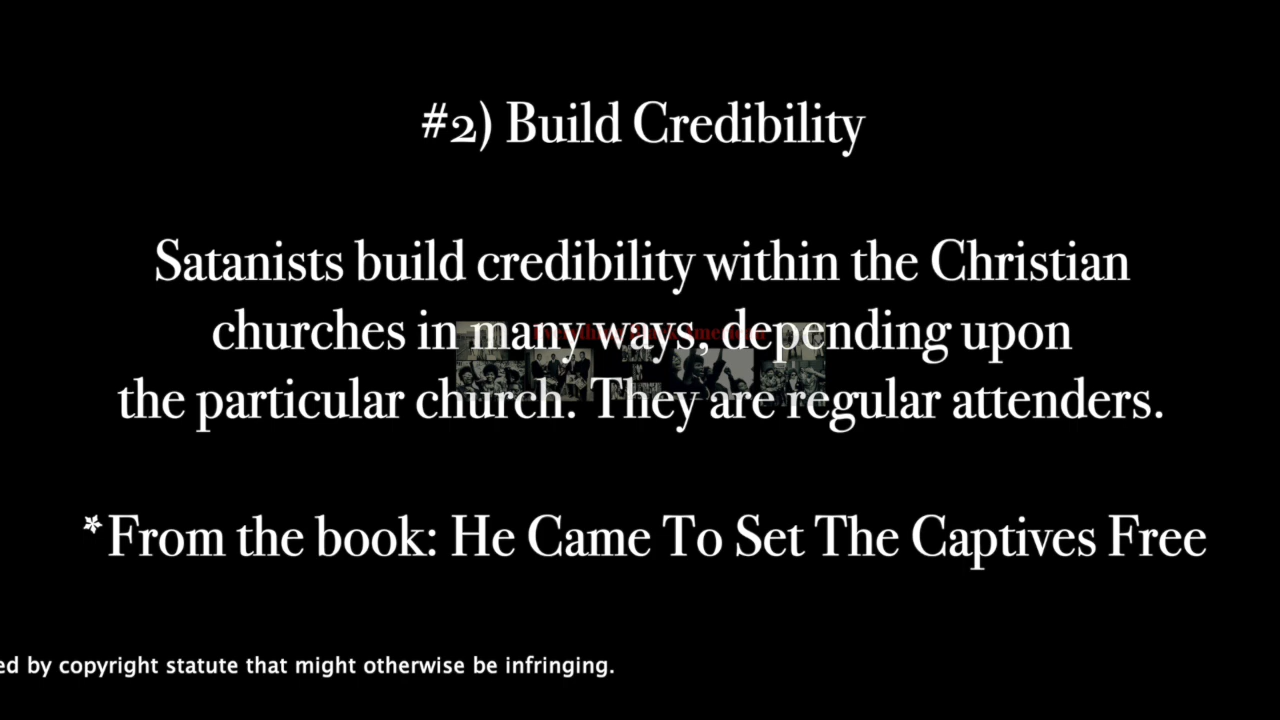 #2) Build Credibility
Satanists build credibility within the Christian
churches in many ways, depending upon
the particular church. They are regular attenders.
*From the book: He Came To Set The Captives Free
ed by copyright statute that might otherwise be infringing.